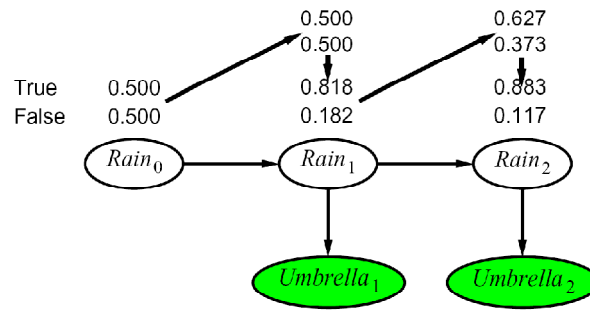 0.500 0.627
0.500 0.373
True 0.500 0.818 0.883
False 0.500 0.182 0.117
Rain0 Rain1 Rain2
Umbrella1 Umbrella2